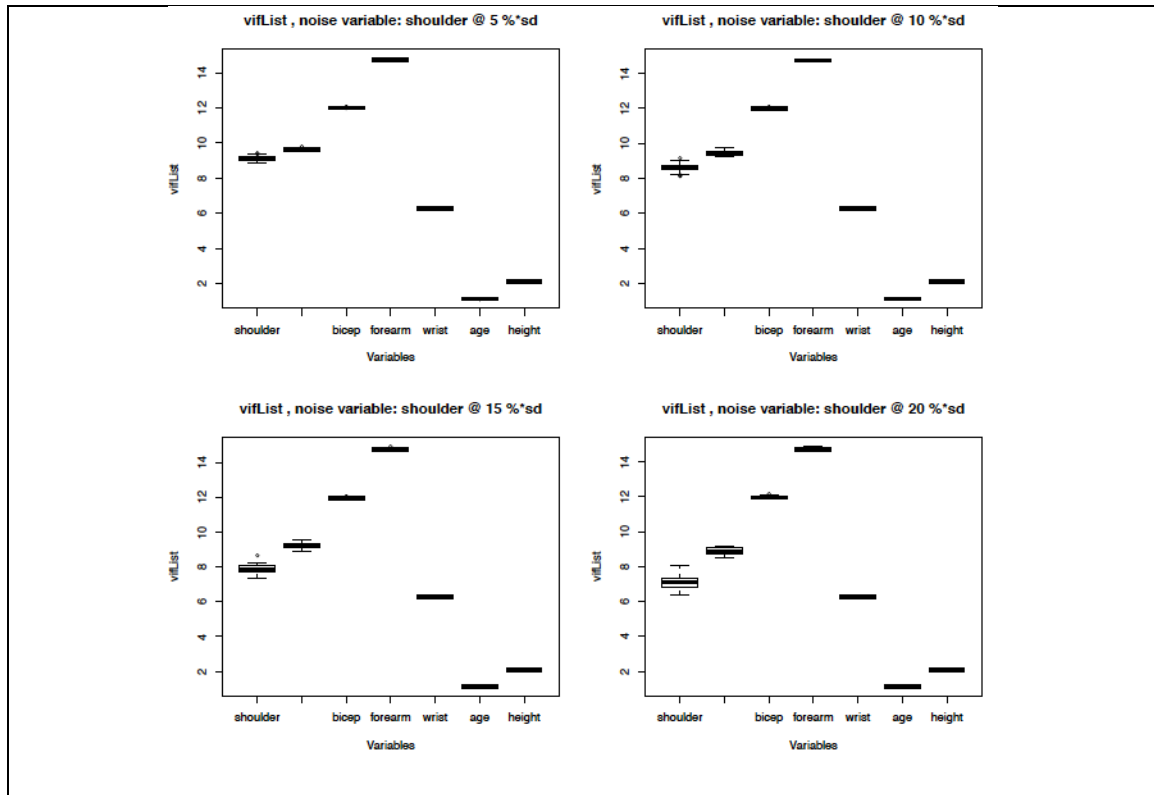 vifList , noise variable: shoulder @ 5 %*sd
vifList
14
12
10
8
6
4
2
shoulder bicep forearm wrist age height
Variables
vifList , noise variable: shoulder @ 10 %*sd
vifList
14
12
10
8
6
4
2
shoulder bicep forearm wrist age height
Variables
vifList , noise variable: shoulder @ 15 %*sd
vifList
14
12
10
8
6
4
2
shoulder bicep forearm wrist age height
Variables
vifList , noise variable: shoulder @ 20 %*sd
vifList
14
12
10
8
6
4
2
shoulder bicep forearm wrist age height
Variables